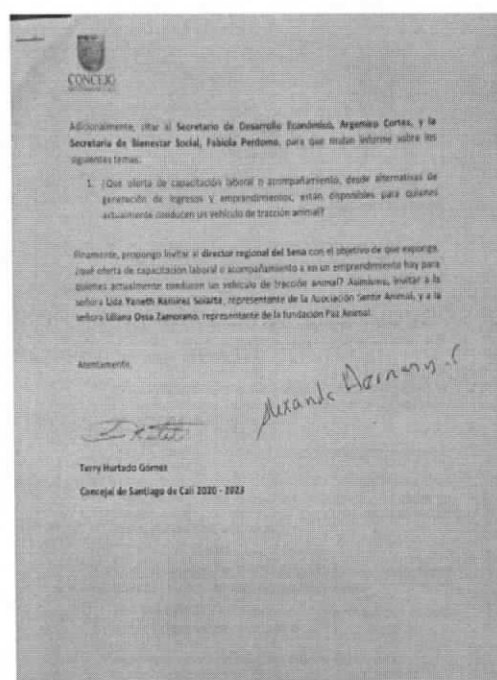 CONCEJO
Adicionalmente, citar al Secretario de Desarrollo Económico, Argemiro Cortes, y la
Secretaria de Bienestar Social, Fabiola Perdomo, para que rindan informe sobre los
siguientes temas:
1. ¿Que oferta de capacitación laboral o acompañamiento, desde alternativas de
generación de ingresos y emprendimientos, están disponibles para quienes
actualmente conducen un vehículo de tracción animal?
Finamente, propongo invitar al director regional del Sena con el objetivo de que exponga,
¿qué oferta de capacitación laboral o acompañamiento a en un emprendimiento hay para
quienes actualmente conducen un vehículo de tracción animal? Asimismo, invitar a la
señora Lida Yaneth Ramirez, representante de la Asociación Sentir Animal, y a la
señora Liliana Ossa Zamorano, representante de la fundación Paz Animal.
Atentamente,
Terry Hurtado Gómez
Concejal de Santiago de Cali 2020 - 2023